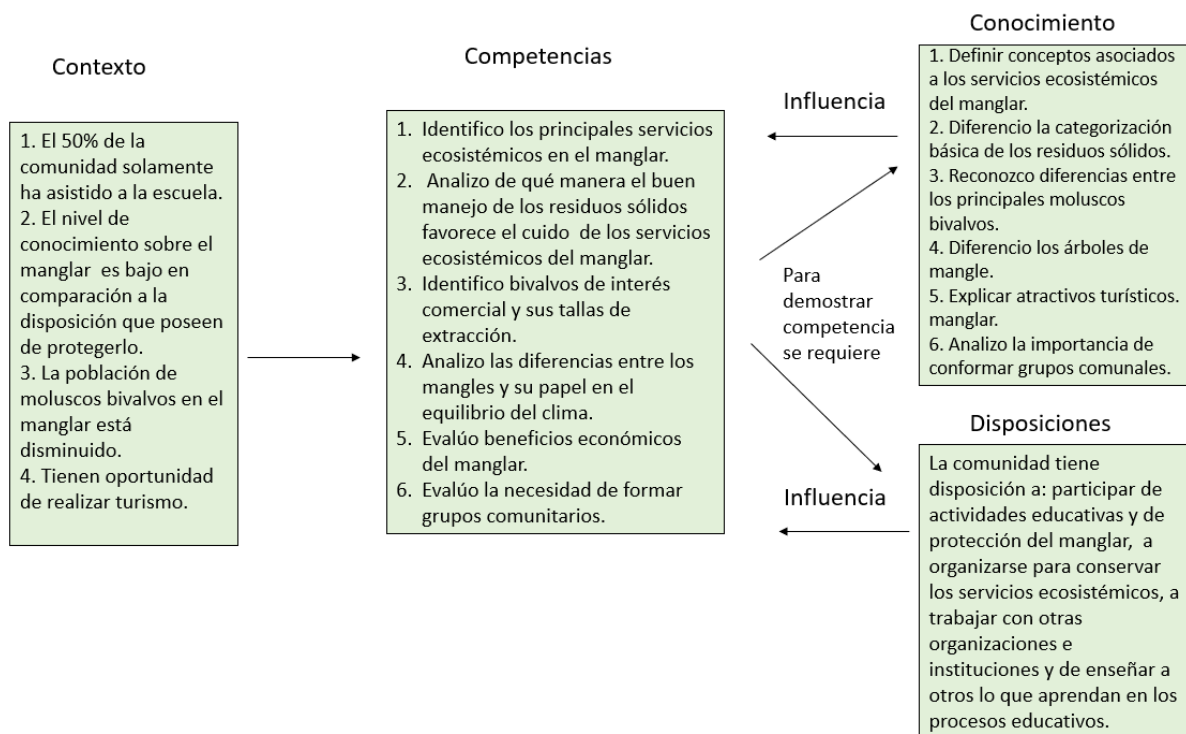 Contexto
1. El 50% de la
comunidad solamente
ha asistido a la escuela.
2. El nivel de
conocimiento sobre el
manglar es bajo en
comparación a la
disposición que poseen
de protegerlo.
3. La población de
moluscos bivalvos en el
manglar está
disminuido.
4. Tienen oportunidad
de realizar turismo.
Competencias
1. Identifico los principales servicios
ecosistémicos en el manglar.
2. Analizo de qué manera el buen
manejo de los residuos sólidos
favorece el cuido de los servicios
ecosistémicos del manglar.
3. Identifico bivalvos de interés
comercial y sus tallas de
extracción.
4. Analizo las diferencias entre los
mangles y su papel en el
equilibrio del clima.
5. Evalúo beneficios económicos
del manglar.
6. Evalúo la necesidad de formar
grupos comunitarios.
Influencia
Para
demostrar
competencia
se requiere
Influencia
Conocimiento
1. Definir conceptos asociados
a los servicios ecosistémicos
del manglar.
2. Diferencio la categorización
básica de los residuos sólidos.
3. Reconozco diferencias entre
los principales moluscos
bivalvos.
4. Diferencio los árboles de
mangle.
5. Explicar atractivos turísticos.
manglar.
6. Analizo la importancia de
conformar grupos comunales.
Disposiciones
La comunidad tiene
disposición a: participar de
actividades educativas y de
protección del manglar, a
organizarse para conservar
los servicios ecosistémicos, a
trabajar con otras
organizaciones e
instituciones y de enseñar a
otros lo que aprendan en los
procesos educativos.